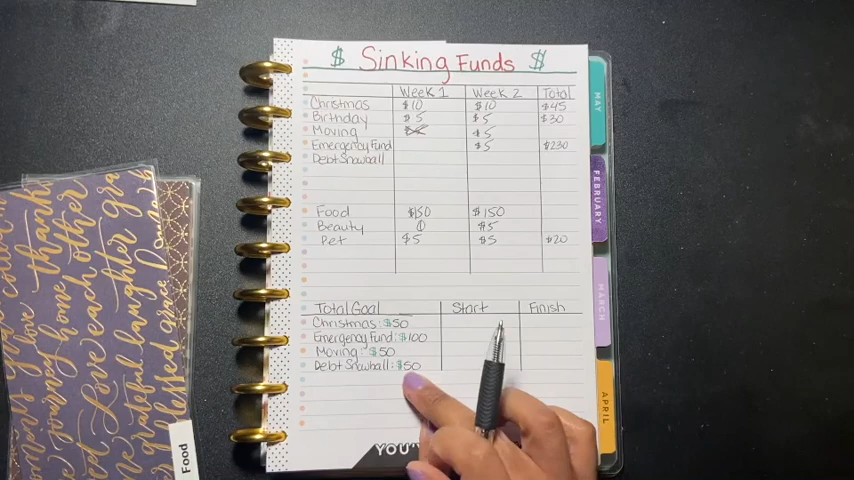 $ Sinking Funds $
Week 1 Week 2 Total
Christmas $10 $10 $45
Birthday $5 $5 $30
Moving $5
Emergency Fund $5 $230
Debt Snowball
Food $150 $150
Beauty 0 $5
Pet $5 $5 $20
Total Goal Start Finish
Christmas: $50
Emergency Fund: $100
Moving: $50
Debt Snowball: $50
YOU'
MAY
FEBRUARY
MARCH
APRIL
Food